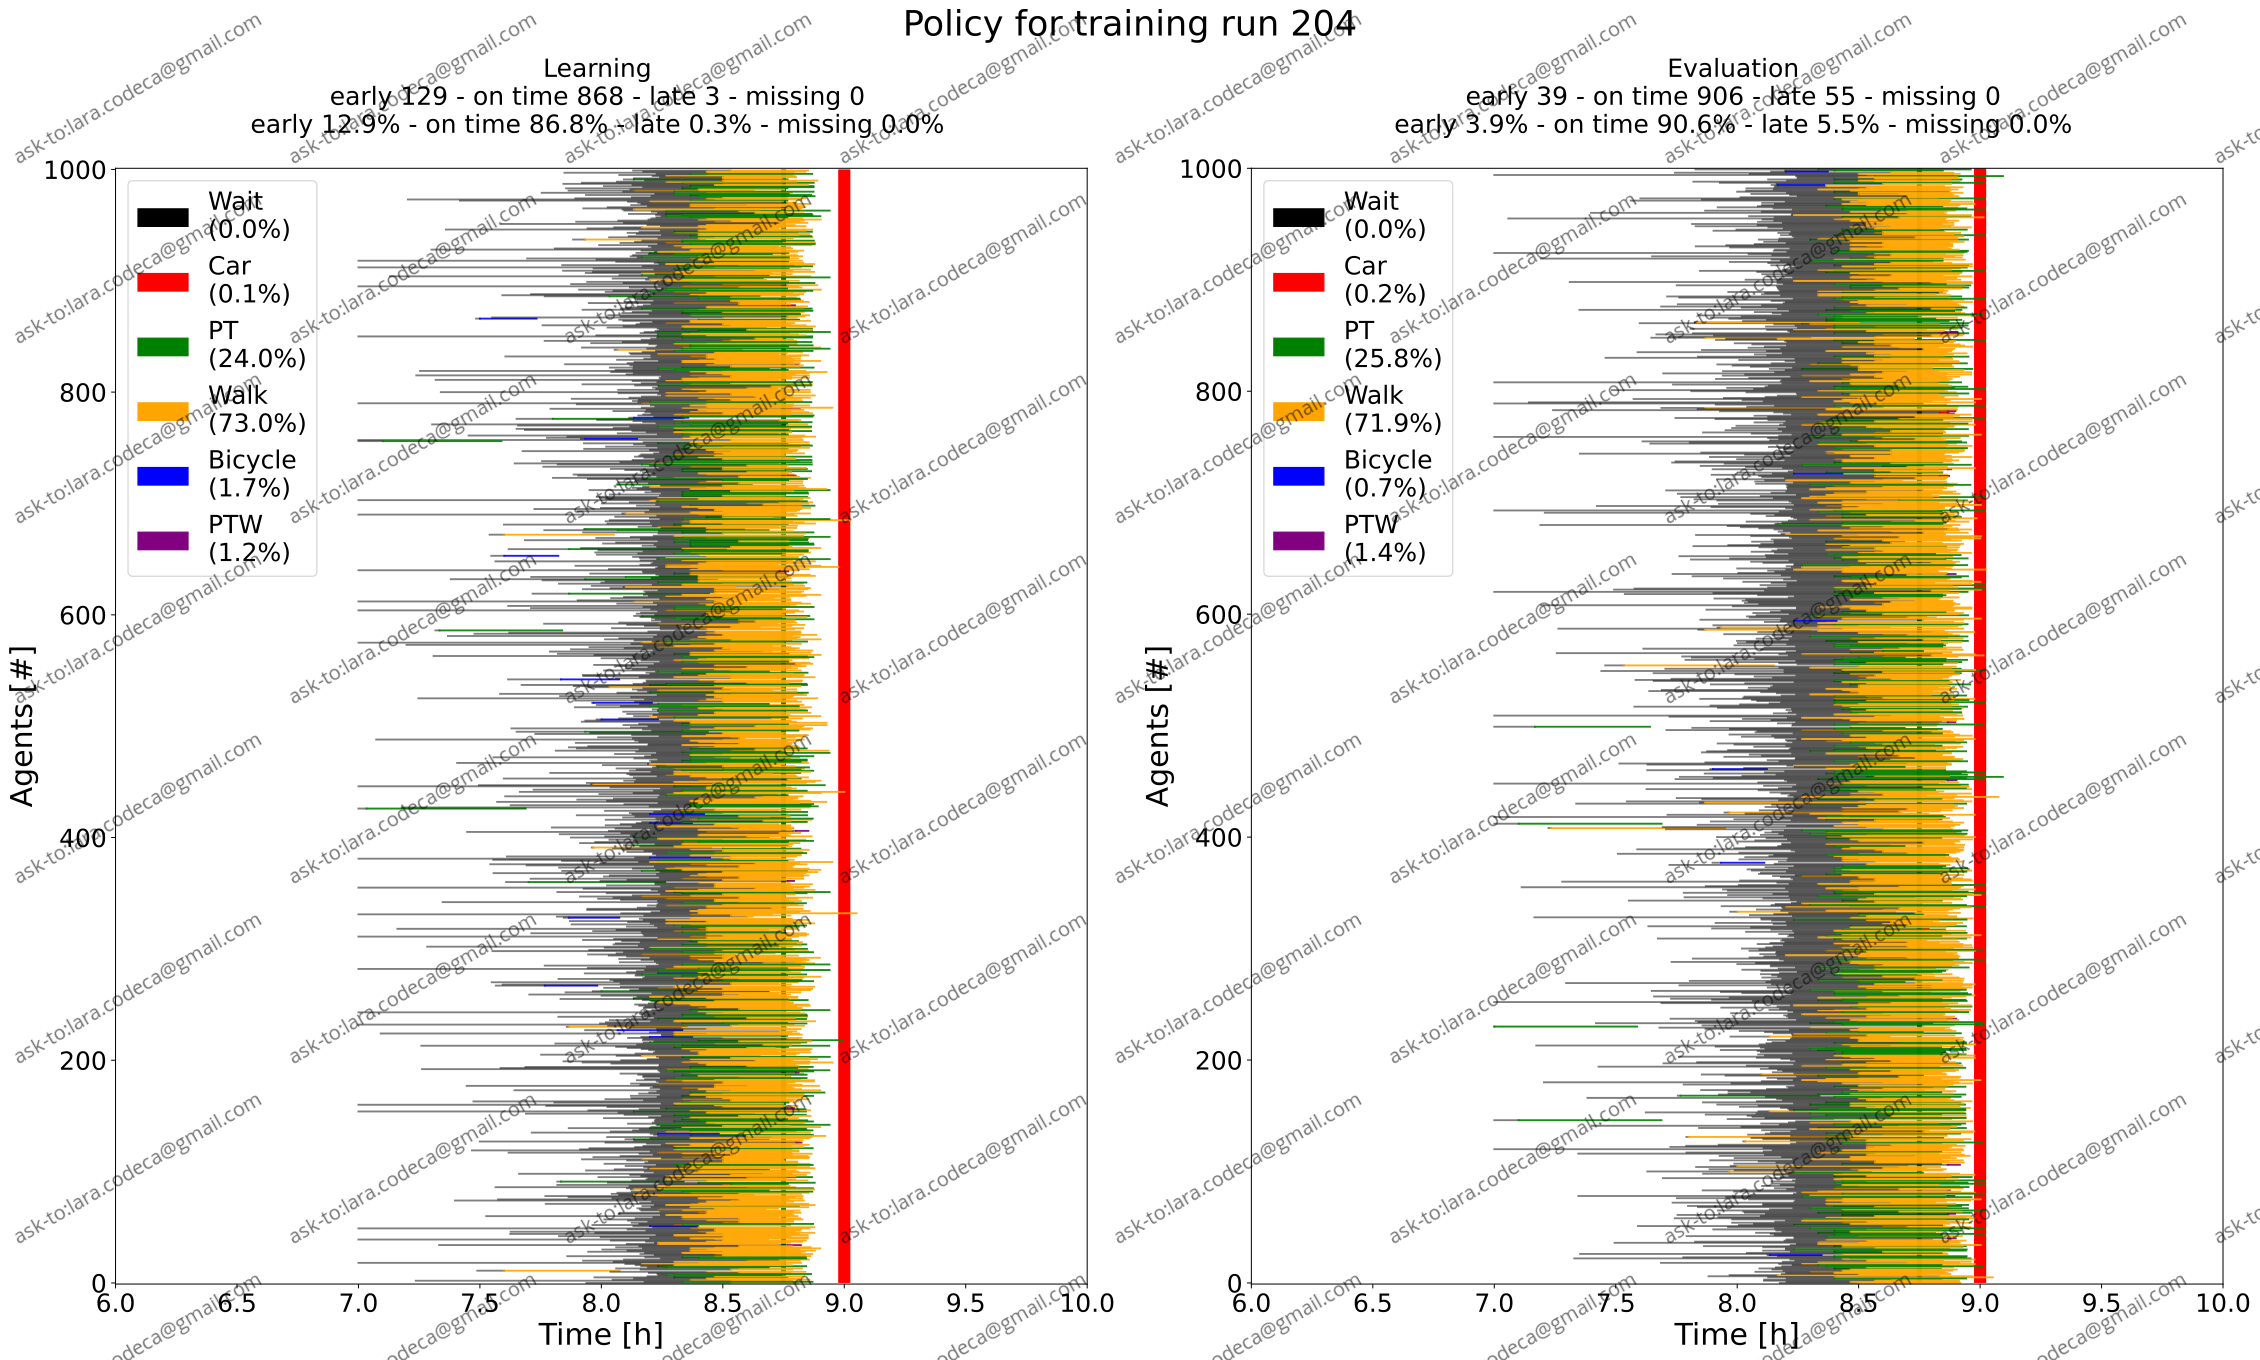 Policy for training run 204
Learning
early 129 - on time 868 - late 3 - missing 0
early 12.9% - on time 86.8% - late 0.3% - missing 0.0%
1000
800
600
400
200
0
Agents [#]
Wait
(0.0%)
Car
(0.1%)
PT
(24.0%)
Walk
(73.0%)
Bicycle
(1.7%)
PTW
(1.2%)
6.0 6.5 7.0 7.5 8.0 8.5 9.0 9.5 10.0
Time [h]
Evaluation
early 39 - on time 906 - late 55 - missing 0
early 3.9% - on time 90.6% - late 5.5% - missing 0.0%
1000
800
600
400
200
0
Agents [#]
Wait
(0.0%)
Car
(0.2%)
PT
(25.8%)
Walk
(71.9%)
Bicycle
(0.7%)
PTW
(1.4%)
6.0 6.5 7.0 7.5 8.0 8.5 9.0 9.5 10.0
Time [h]
ask-to:lara.codeca@gmail.com